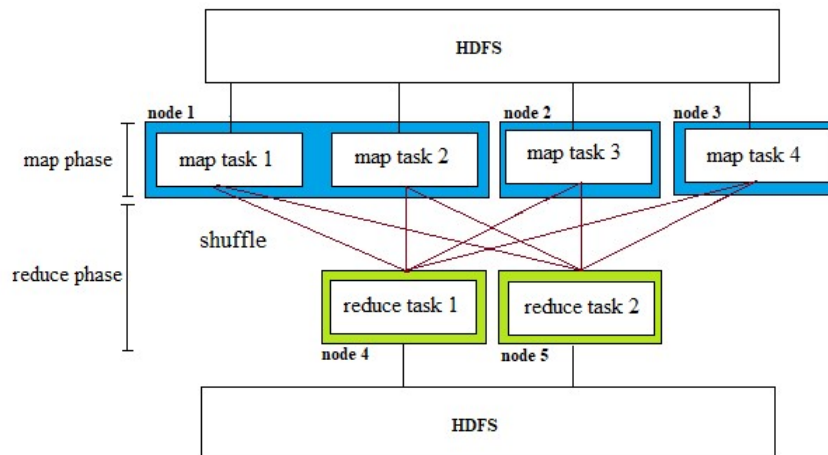 HDFS
node 1
node 2
node 3
map phase
map task 1
map task 2
map task 3
map task 4
shuffle
reduce phase
reduce task 1
reduce task 2
node 4
node 5
HDFS